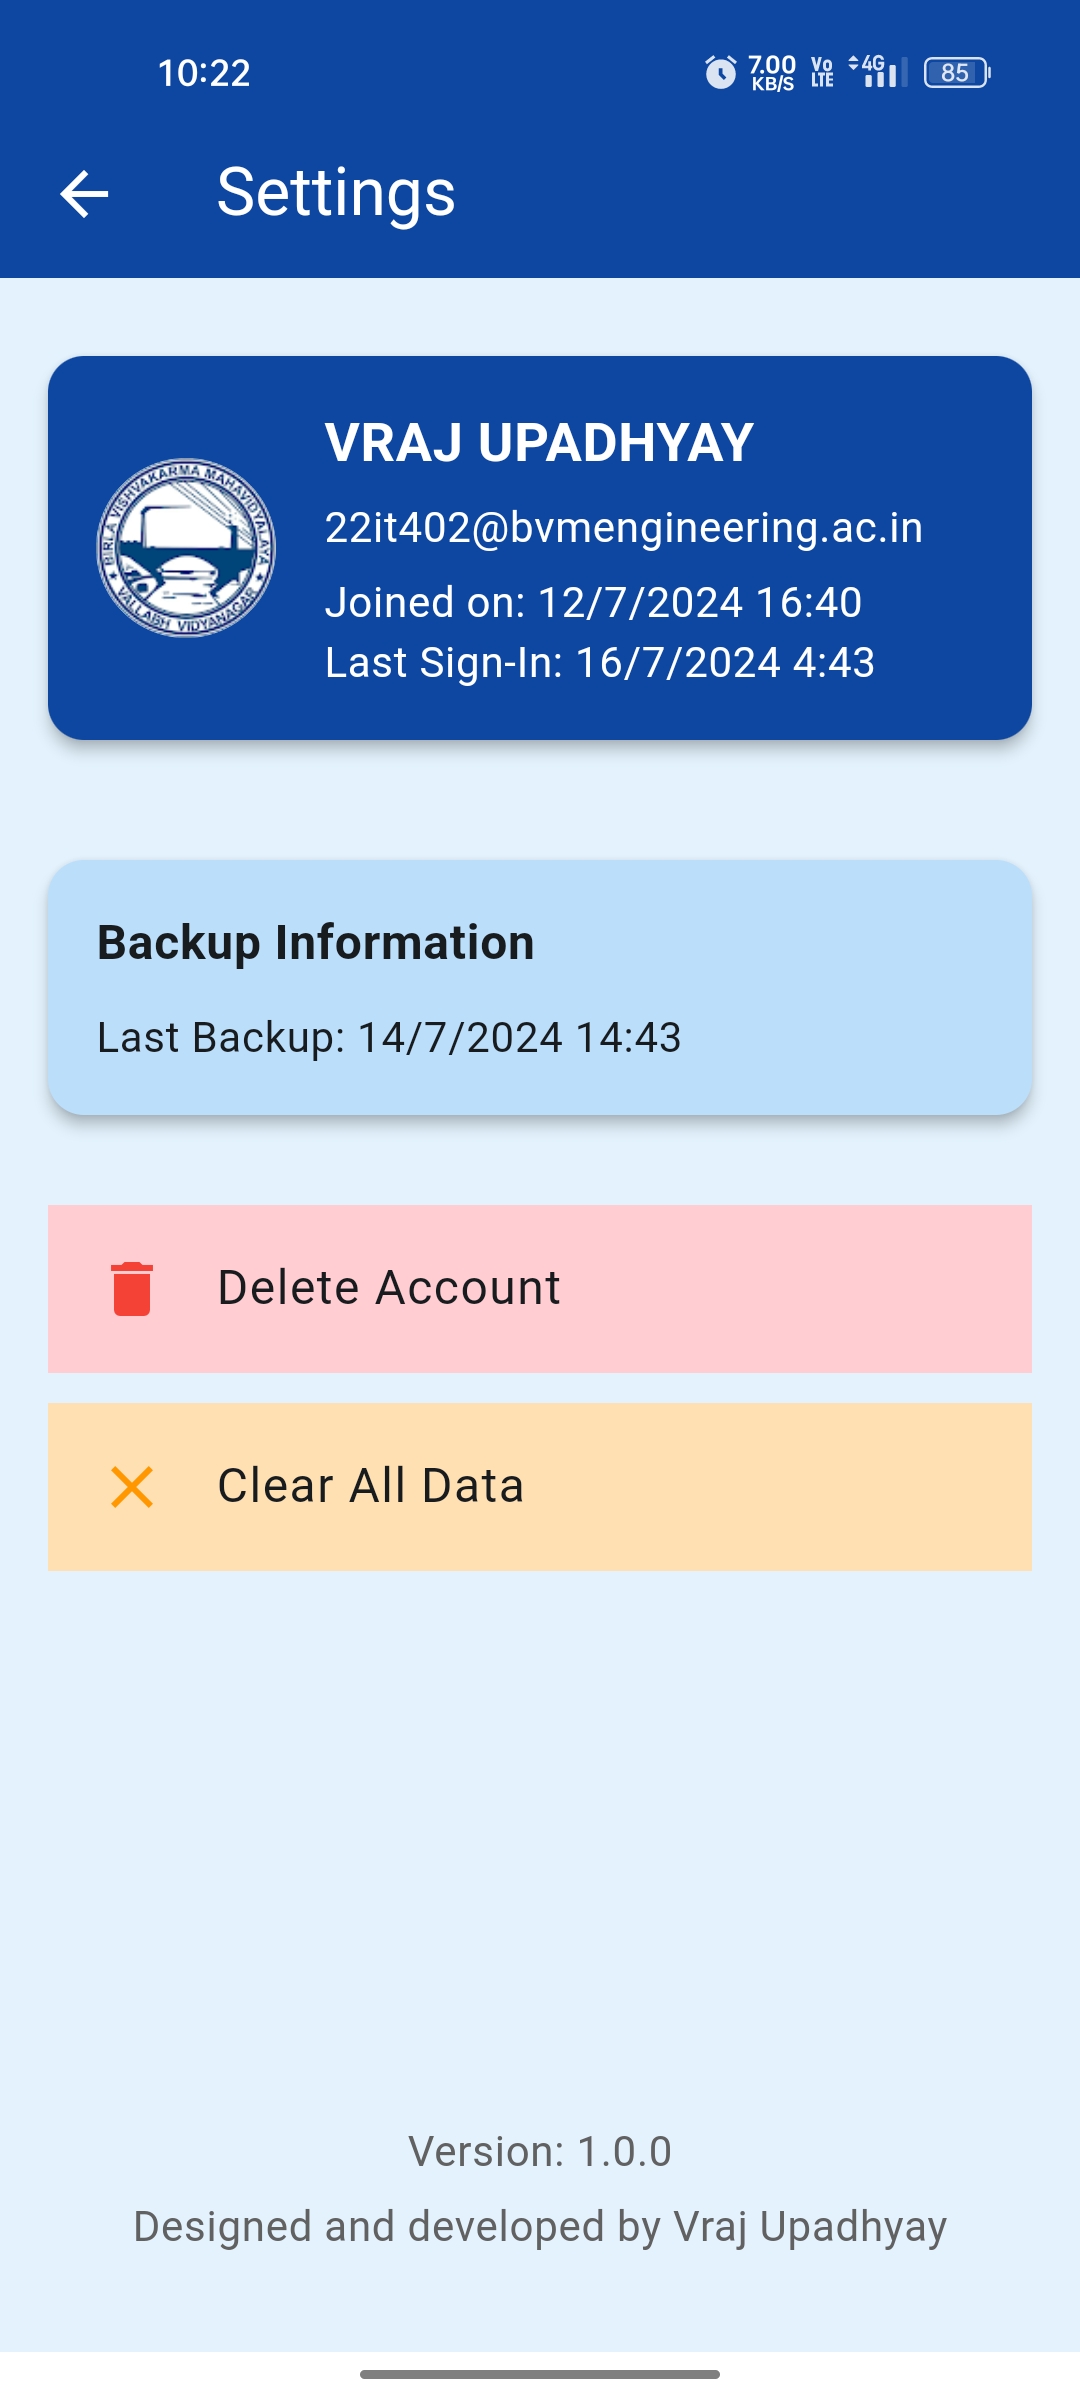 10:22
7.00
KB/S
Vo
LTE
4G
85
Settings
BIRLA VISHVAKARMA MAHAVIDYALAYA
VALLABH VIDYANAGAR
VRAJ UPADHYAY
22it402@bvmengineering.ac.in
Joined on: 12/7/2024 16:40
Last Sign-In: 16/7/2024 4:43
Backup Information
Last Backup: 14/7/2024 14:43
Delete Account
Clear All Data
Version: 1.0.0
Designed and developed by Vraj Upadhyay